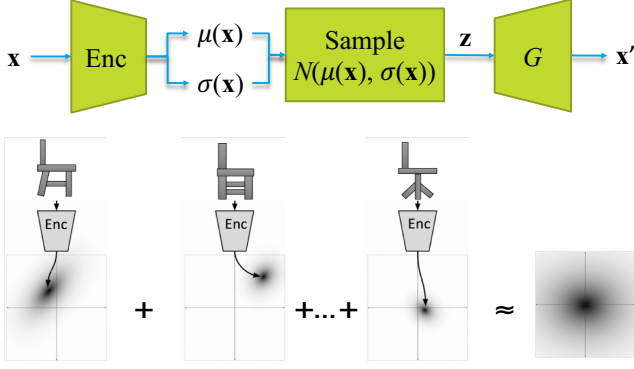 μ(x)
x Enc Sample z G x′
σ(x) N(μ(x), σ(x))
Enc Enc Enc
+ +...+ ≈